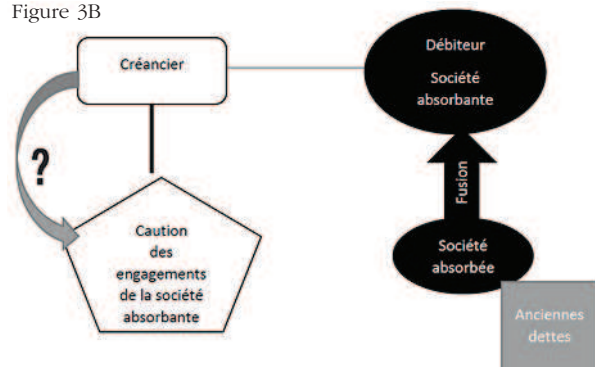 Figure 3B
Créancier
Débiteur
Société
absorbante
?
Fusion
Caution
des
engagements
de la société
absorbante
Société
absorbée
Anciennes
dettes